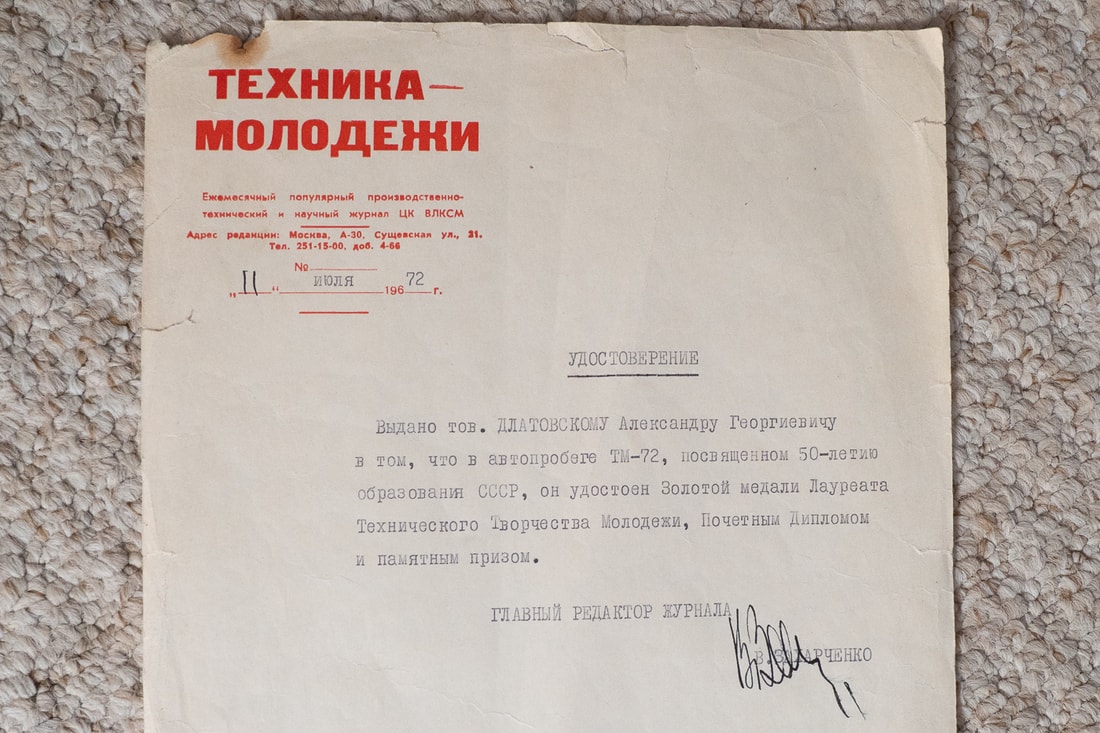 ТЕХНИКА—
МОЛОДЕЖИ
Ежемесячный популярный производственно-
технический и научный журнал ЦК ВЛКСМ
Адрес редакции: Москва, А-30, Сущевская ул., 21.
Тел. 251-15-00, доб. 4-66
№
„11“ июля 196 72 г.
УДОСТОВЕРЕНИЕ
Выдано тов. ДЛАТОВСКОМУ Александру Георгиевичу
в том, что в автопробеге ТМ-72, посвященном 50-летию
образования СССР, он удостоен Золотой медали Лауреата
Технического Творчества Молодежи, Почетным Дипломом
и памятным призом.
ГЛАВНЫЙ РЕДАКТОР ЖУРНАЛА
В.ЗАХАРЧЕНКО